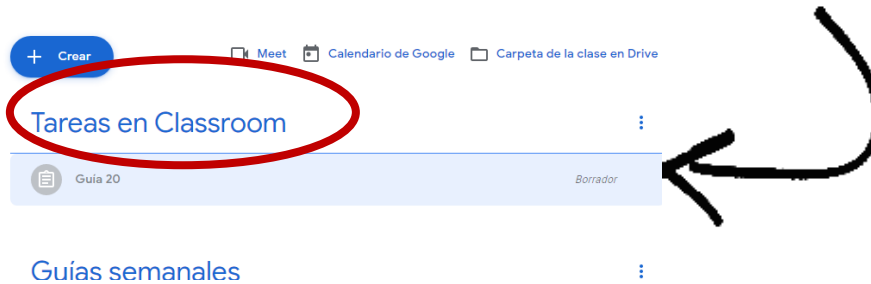 + Crear Meet Calendario de Google Carpeta de la clase en Drive
Tareas en Classroom
Guia 20 Borrador
Guías semanales